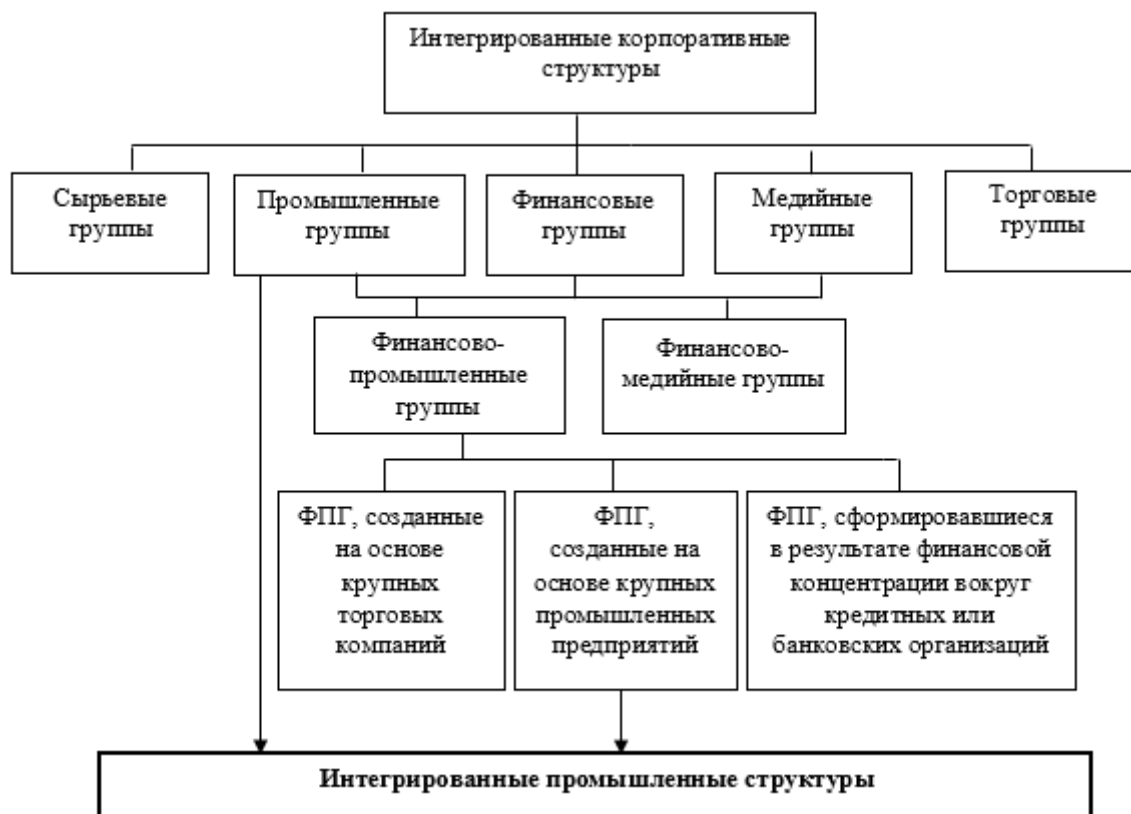 Интегрированные корпоративные
структуры
Сырьевые
группы
Промышленные
группы
Финансовые
группы
Медийные
группы
Торговые
группы
Финансово-
промышленные
группы
Финансово-
медийные группы
ФПГ, созданные
на основе
крупных
торговых
компаний
ФПГ,
созданные на
основе крупных
промышленных
предприятий
ФПГ, сформировавшиеся
в результате финансовой
концентрации вокруг
кредитных или
банковских организаций
Интегрированные промышленные структуры